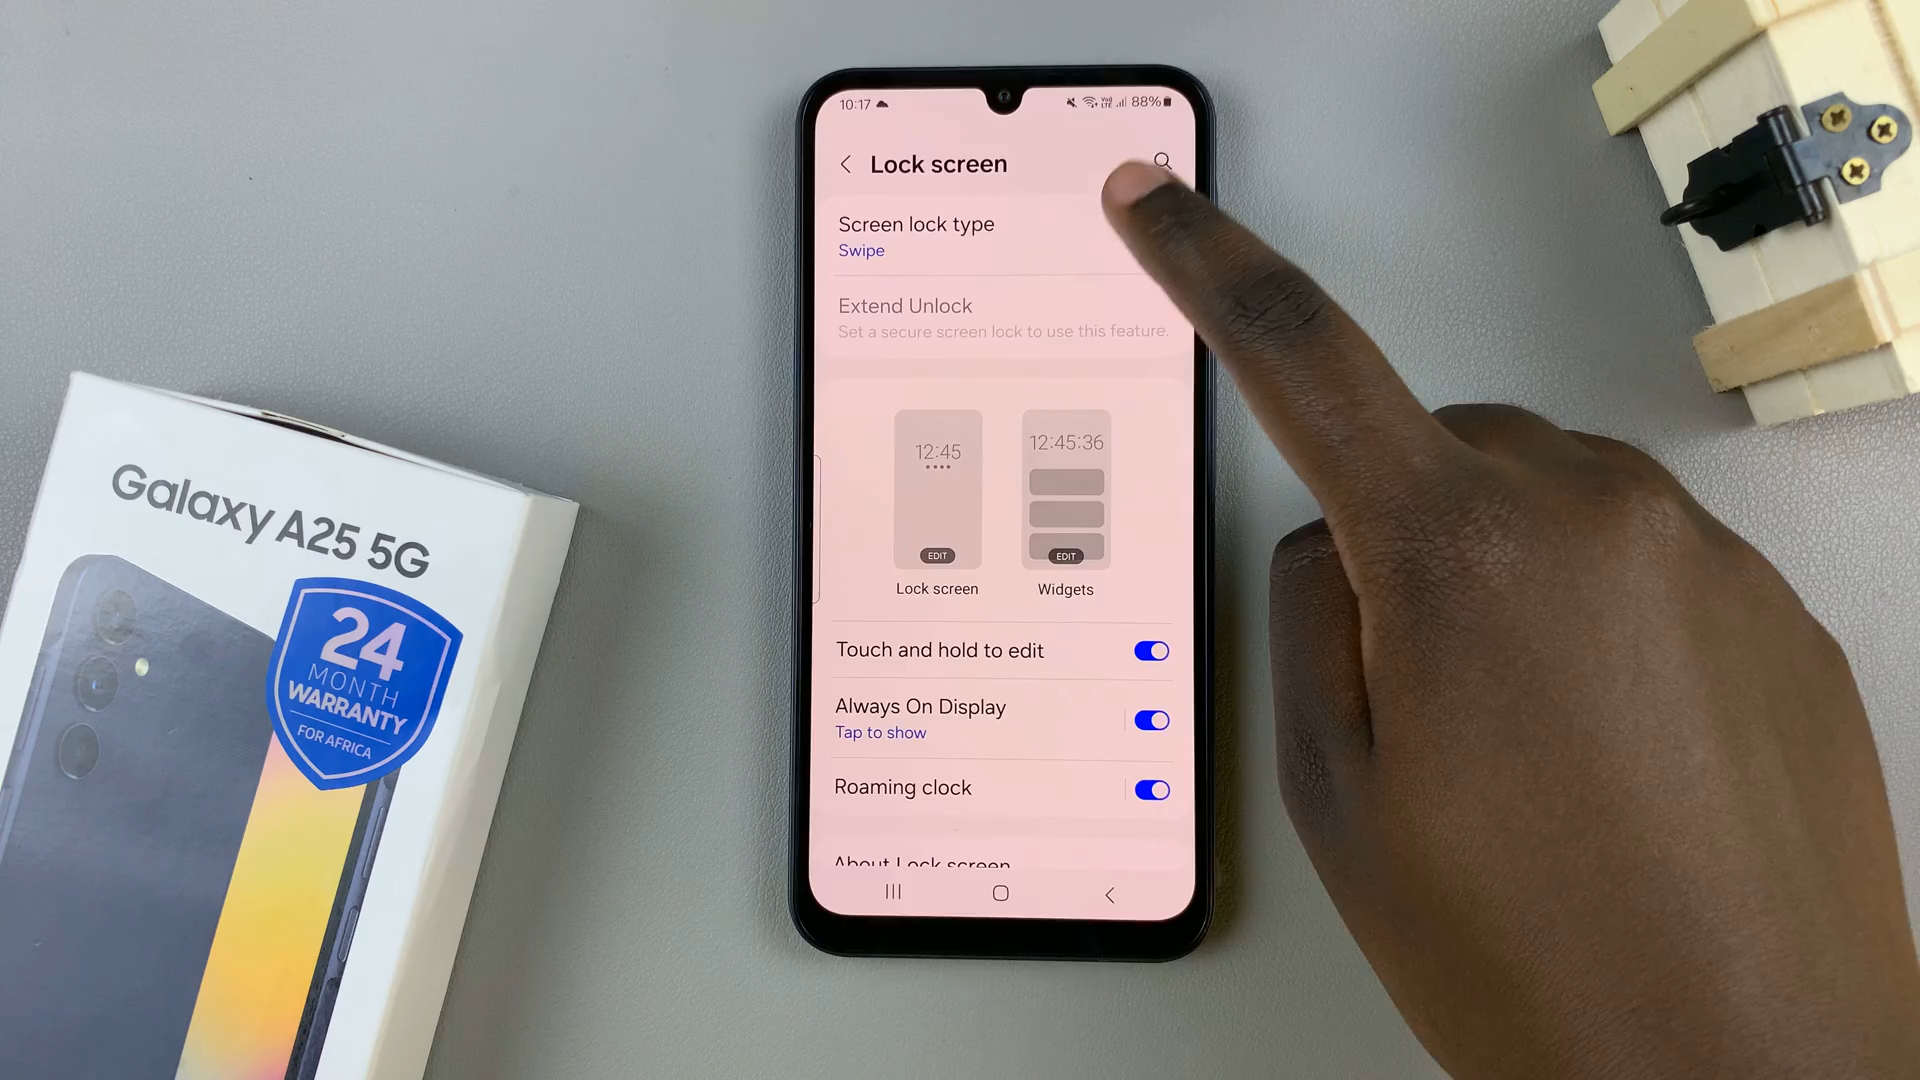 10:17 88%
Lock screen
Screen lock type
Swipe
Extend Unlock
Set a secure screen lock to use this feature.
12:45
EDIT
Lock screen
12:45:36
EDIT
Widgets
Touch and hold to edit
Always On Display
Tap to show
Roaming clock
About Lock screen
Galaxy A25 5G
24
MONTH
WARRANTY
FOR AFRICA